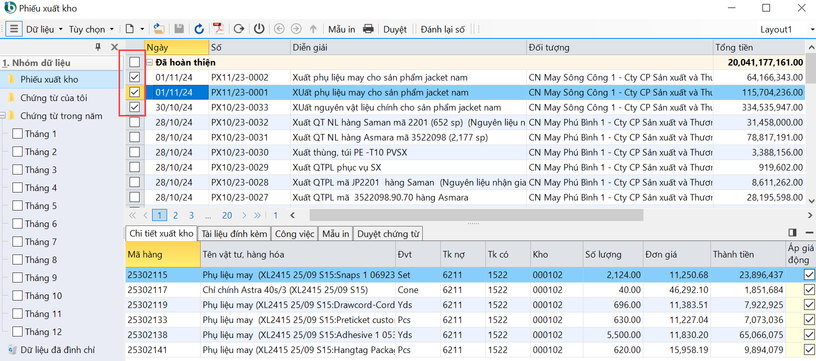 Phiếu xuất kho
Dữ liệu Tùy chọn Mẫu in Duyệt Đánh lại số Layout1
1. Nhóm dữ liệu
Phiếu xuất kho
Chứng từ của tôi
Chứng từ trong năm
Tháng 1
Tháng 2
Tháng 3
Tháng 4
Tháng 5
Tháng 6
Tháng 7
Tháng 8
Tháng 9
Tháng 10
Tháng 11
Tháng 12
Dữ liệu đã đình chỉ
Ngày Số Diễn giải Đối tượng Tổng tiền
Đã hoàn thiện 20,041,177,161.00
01/11/24 PX11/23-0002 Xuất phụ liệu may cho sản phẩm jacket nam CN May Sông Công 1 - Cty CP Sản xuất và Thư 64,166,343.00
01/11/24 PX11/23-0001 XUất phụ liệu may cho sản phẩm jacket nam CN May Sông Công 1 - Cty CP Sản xuất và Thươ 115,704,236.00
30/10/24 PX10/23-0033 XUất nguyên vật liệu chính cho sản phẩm jacket nam CN May Sông Công 1 - Cty CP Sản xuất và Thươ 334,535,947.00
28/10/24 PX10/23-0032 Xuất QT NL hàng Saman mã 2201 (652 sp) (Nguyên liệu n CN May Phú Bình 1 - Cty CP Sản xuất và Thươn 31,458,000.00
28/10/24 PX10/23-0031 Xuất QT NL hàng Asmara mã 3522098 (2,177 sp) CN May Phú Bình 1 - Cty CP Sản xuất và Thươn 78,817,191.00
28/10/24 PX10/23-0030 Xuất thùng, túi PE -T10 PVSX CN May Phú Bình 1 - Cty CP Sản xuất và Thươn 3,388,156.00
28/10/24 PX10/23-0029 Xuất QTPL phục vụ SX CN May Phú Bình 1 - Cty CP Sản xuất và Thươn 919,602.00
28/10/24 PX10/23-0028 Xuất QTPL mã JP2201 hàng Saman (Nguyên liệu nhận gia CN May Phú Bình 1 - Cty CP Sản xuất và Thươn 8,611,262.00
28/10/24 PX10/23-0027 Xuất QTPL mã 3522098.90.70 hàng Asmara CN May Phú Bình 1 - Cty CP Sản xuất và Thươn 28,195,598.00
1 2 3 ... 20 1
Chi tiết xuất kho Tài liệu đính kèm Công việc Mẫu in Duyệt chứng từ
Mã hàng Tên vật tư, hàng hóa Đvt Tk nợ Tk có Kho Số lượng Đơn giá Thành tiền Áp giá động
25302115 Phụ liệu may (XL2415 25/09 S15:Snaps 1 06923 Set 6211 1522 000102 2,124.00 11,250.68 23,896,437
25302117 Chỉ chính Astra 40s/3 (XL2415 25/09 S15) Cone 6211 1522 000102 40.00 46,292.10 1,851,684
25302119 Phụ liệu may (XL2415 25/09 S15:Drawcord-Cord Yds 6211 1522 000102 696.00 11,383.51 7,922,925
25302133 Phụ liệu may (XL2415 25/09 S15:Preticket custom Pcs 6211 1522 000102 630.00 11,227.04 7,073,036
25302138 Phụ liệu may (XL2415 25/09 S15:Adhesive 1 053 Yds 6211 1522 000102 5,500.00 11,830.20 65,066,075
25302141 Phụ liệu may (XL2415 25/09 S15:Hangtag Packa Pcs 6211 1522 000102 620.00 15,958.19 9,894,079